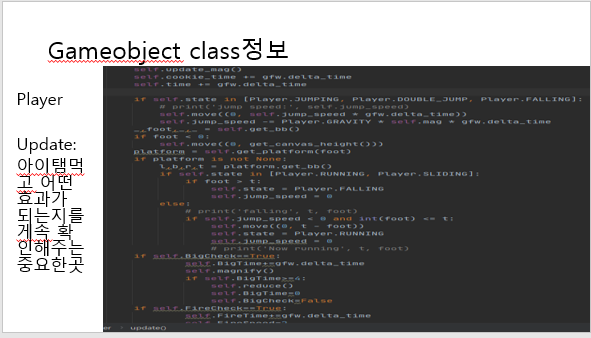 Gameobject class정보
Player
Update:
아이탬먹
고 어떤
효과가
되는지를
계속 확
인해주는
중요한곳
self.update_mag()
self.cookie_time += gfw.delta_time
self.time += gfw.delta_time
if self.state in [Player.JUMPING, Player.DOUBLE_JUMP, Player.FALLING]:
# print('jump speed:', self.jump_speed)
self.move((0, self.jump_speed * gfw.delta_time))
self.jump_speed -= Player.GRAVITY * self.mag * gfw.delta_time
_,foot,_,_ = self.get_bb()
if foot < 0:
self.move((0, get_canvas_height()))
platform = self.get_platform(foot)
if platform is not None:
l,b,r,t = platform.get_bb()
if self.state in [Player.RUNNING, Player.SLIDING]:
if foot > t:
self.state = Player.FALLING
self.jump_speed = 0
else:
# print('falling', t, foot)
if self.jump_speed < 0 and int(foot) <= t:
self.move((0, t - foot))
self.state = Player.RUNNING
self.jump_speed = 0
# print('Now running', t, foot)
if self.BigCheck==True:
self.BigTime+=gfw.delta_time
self.magnify()
if self.BigTime>=4:
self.reduce()
self.BigTime=0
self.BigCheck=False
if self.FireCheck==True:
self.FireTime+=gfw.delta_time
update()